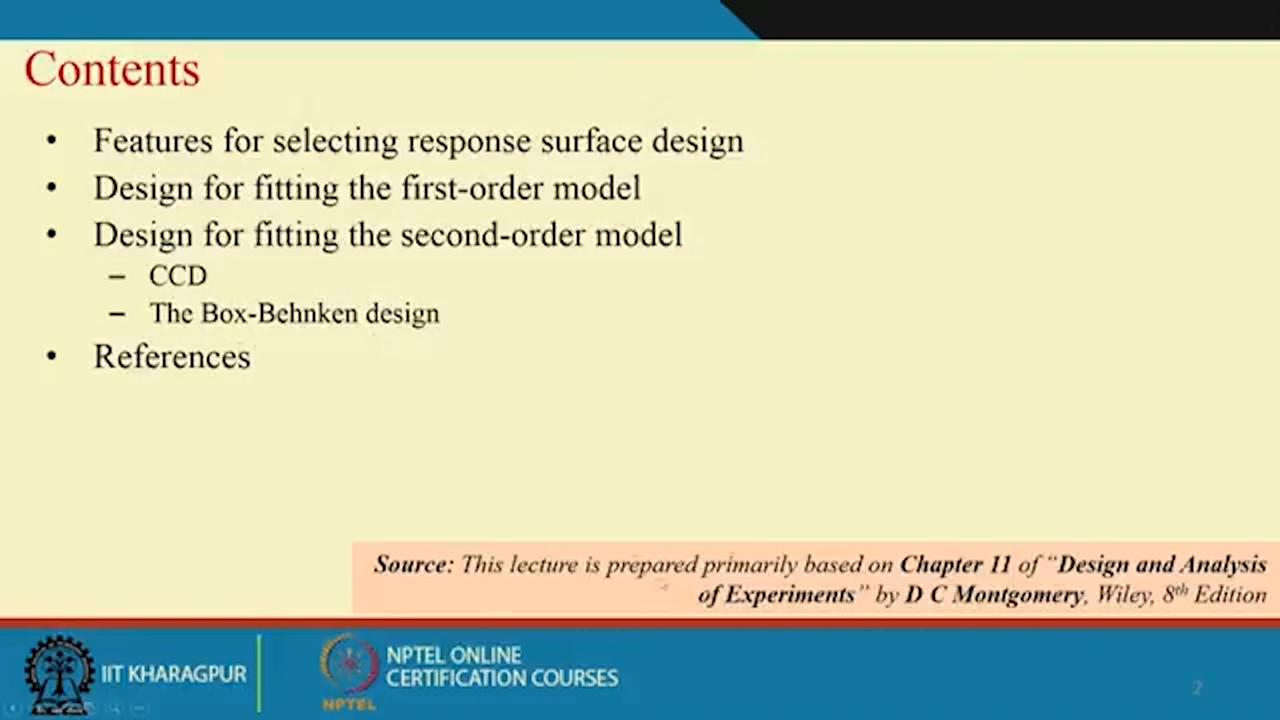 Contents
• Features for selecting response surface design
• Design for fitting the first-order model
• Design for fitting the second-order model
– CCD
– The Box-Behnken design
• References
Source: This lecture is prepared primarily based on Chapter 11 of “Design and Analysis
of Experiments” by D C Montgomery, Wiley, 8th Edition
IIT KHARAGPUR
NPTEL
NPTEL ONLINE
CERTIFICATION COURSES
2